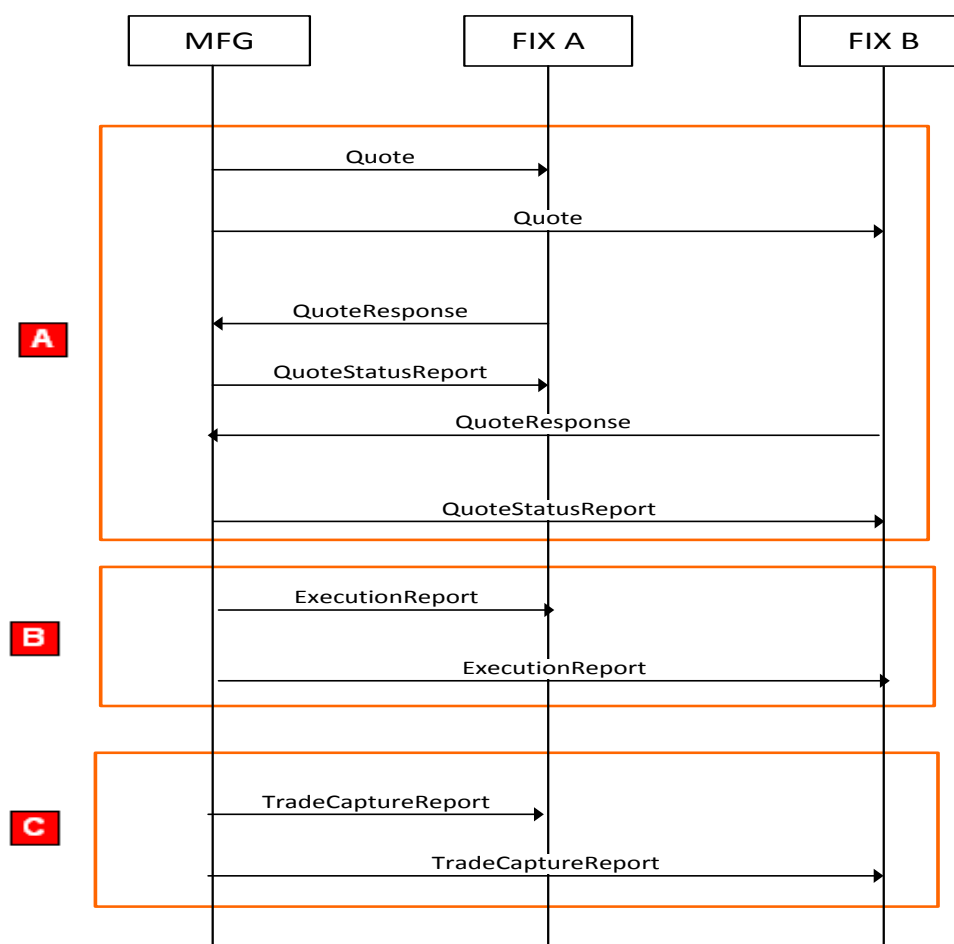 MFG
FIX A
FIX B
Quote
Quote
QuoteResponse
A
QuoteStatusReport
QuoteResponse
QuoteStatusReport
ExecutionReport
B
ExecutionReport
TradeCaptureReport
C
TradeCaptureReport